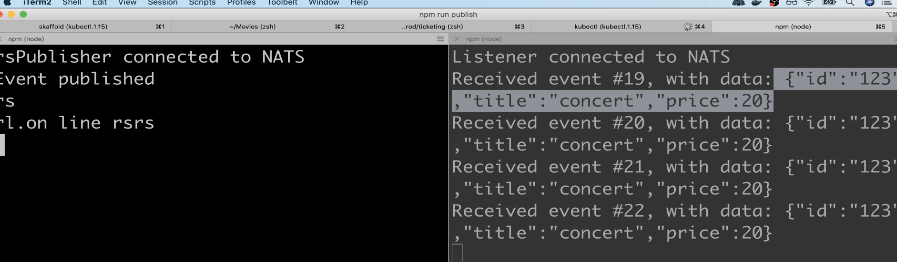 iTerm2 Shell Edit View Session Scripts Profiles Toolbelt Window Help
npm run publish
skaffold (kubectl.1.15) ⌘1 ~/Movies (zsh) ⌘2 ..rod/ticketing (zsh) ⌘3 kubectl (kubectl.1.15) ⌘4 npm (node) ⌘5
npm (node)
rsPublisher connected to NATS
Event published
rs
rl.on line rsrs
npm (node)
Listener connected to NATS
Received event #19, with data: {"id":"123"
,"title":"concert","price":20}
Received event #20, with data: {"id":"123"
,"title":"concert","price":20}
Received event #21, with data: {"id":"123"
,"title":"concert","price":20}
Received event #22, with data: {"id":"123"
,"title":"concert","price":20}